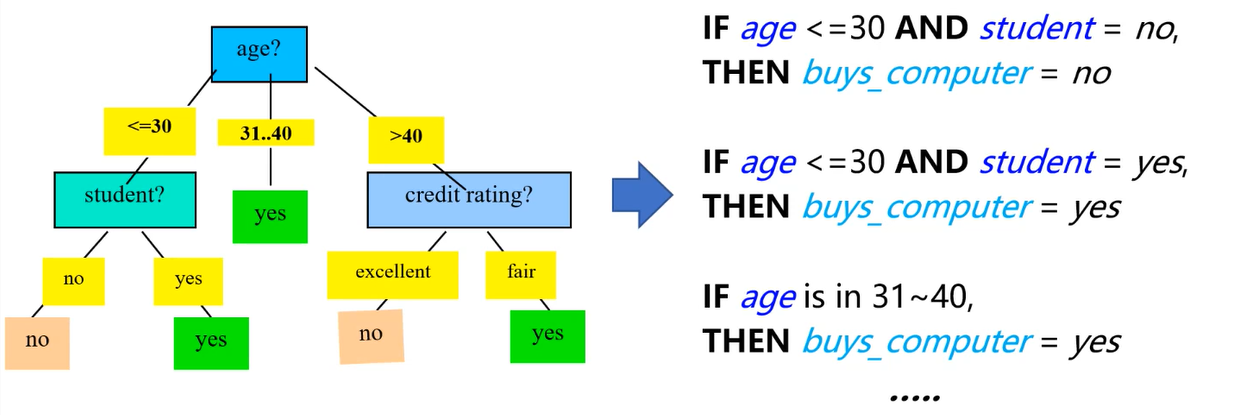 age?
<=30
31..40
>40
student?
yes
credit rating?
no
yes
excellent
fair
no
yes
no
yes
IF age <=30 AND student = no,
THEN buys_computer = no
IF age <=30 AND student = yes,
THEN buys_computer = yes
IF age is in 31~40,
THEN buys_computer = yes
.....